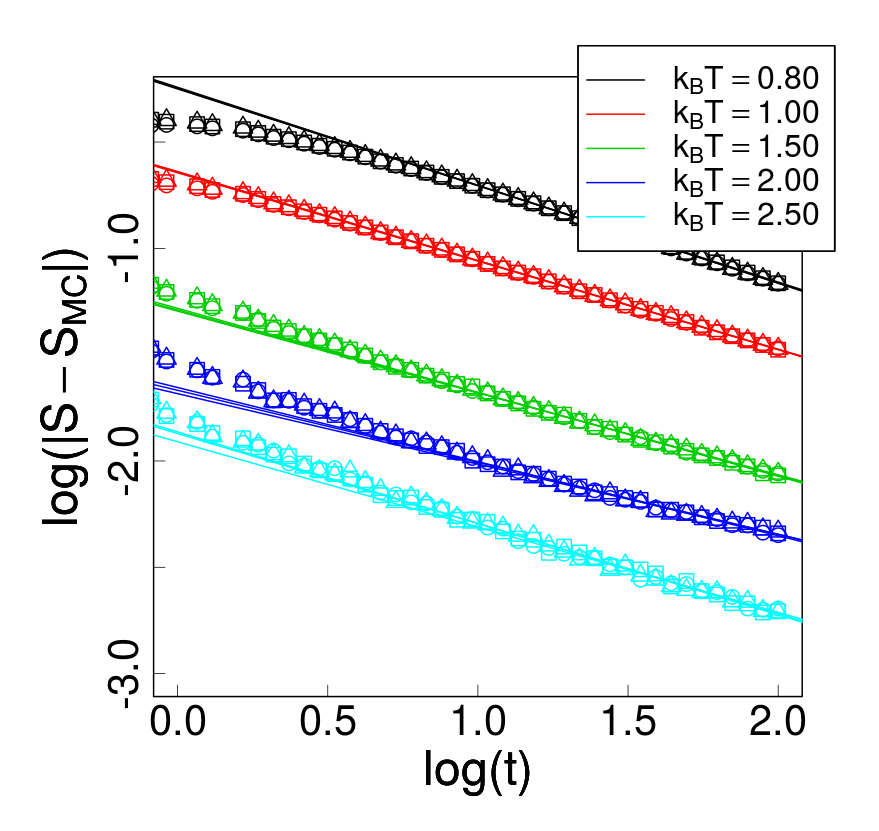 k_BT = 0.80
k_BT = 1.00
k_BT = 1.50
k_BT = 2.00
k_BT = 2.50
log(|S − S_MC|)
-1.0
-2.0
-3.0
0.0 0.5 1.0 1.5 2.0
log(t)